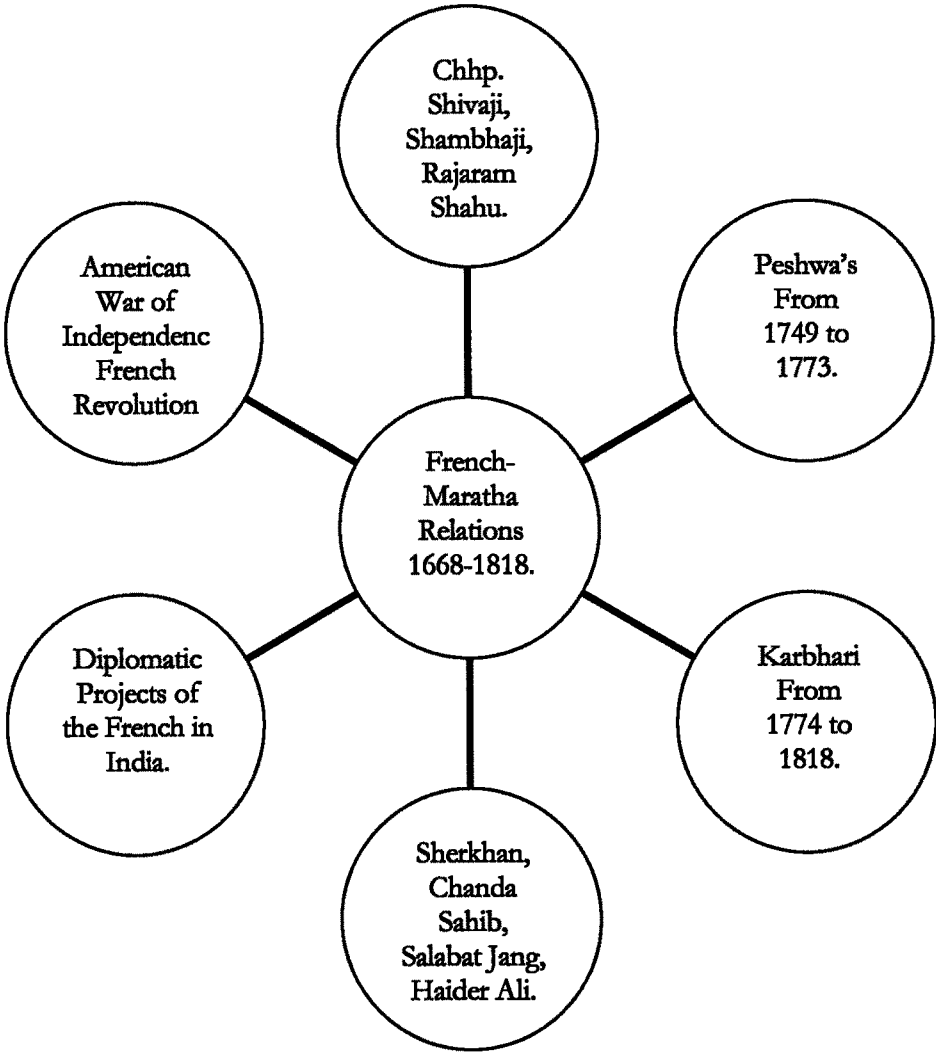 Chhp.
Shivaji,
Shambhaji,
Rajaram
Shahu.
American
War of
Independenc
French
Revolution
Peshwa's
From
1749 to
1773.
French-
Maratha
Relations
1668-1818.
Diplomatic
Projects of
the French in
India.
Karbhari
From
1774 to
1818.
Sherkhan,
Chanda
Sahib,
Salabat Jang,
Haider Ali.